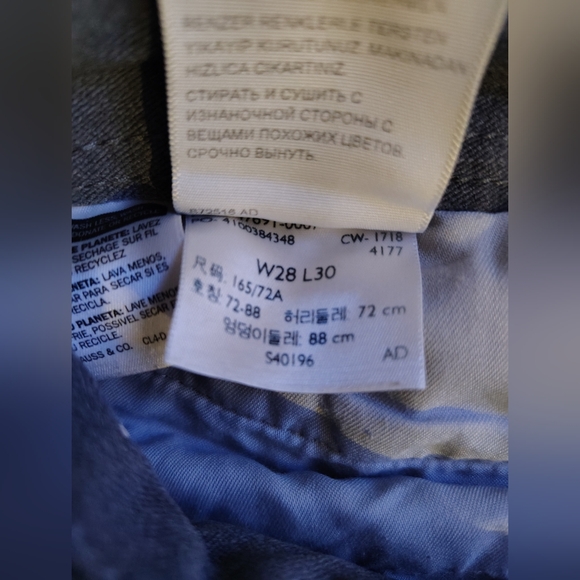 BENZER RENKLERLE TERSTEN
YIKAYIP KURUTUNUZ MAKINADAN
HIZLICA ÇIKARTINIZ
СТИРАТЬ И СУШИТЬ С
ИЗНАНОЧНОЙ СТОРОНЫ С
ВЕЩАМИ ПОХОЖИХ ЦВЕТОВ.
СРОЧНО ВЫНУТЬ.
AD
4100384348
CW- 1718
4177
W28 L30
尺码. 165/72A
호칭 72-88 허리둘레 72 cm
엉덩이둘레: 88 cm
S40196
AD
PLANETE: LAVEZ
SECHAGE SUR FIL
RECYCLEZ
LAVA MENOS,
PARA SECAR SI ES
RECICLA.
PLANETA: LAVE MENOS
POSSIVEL SECAR
RECICLE.
& CO.